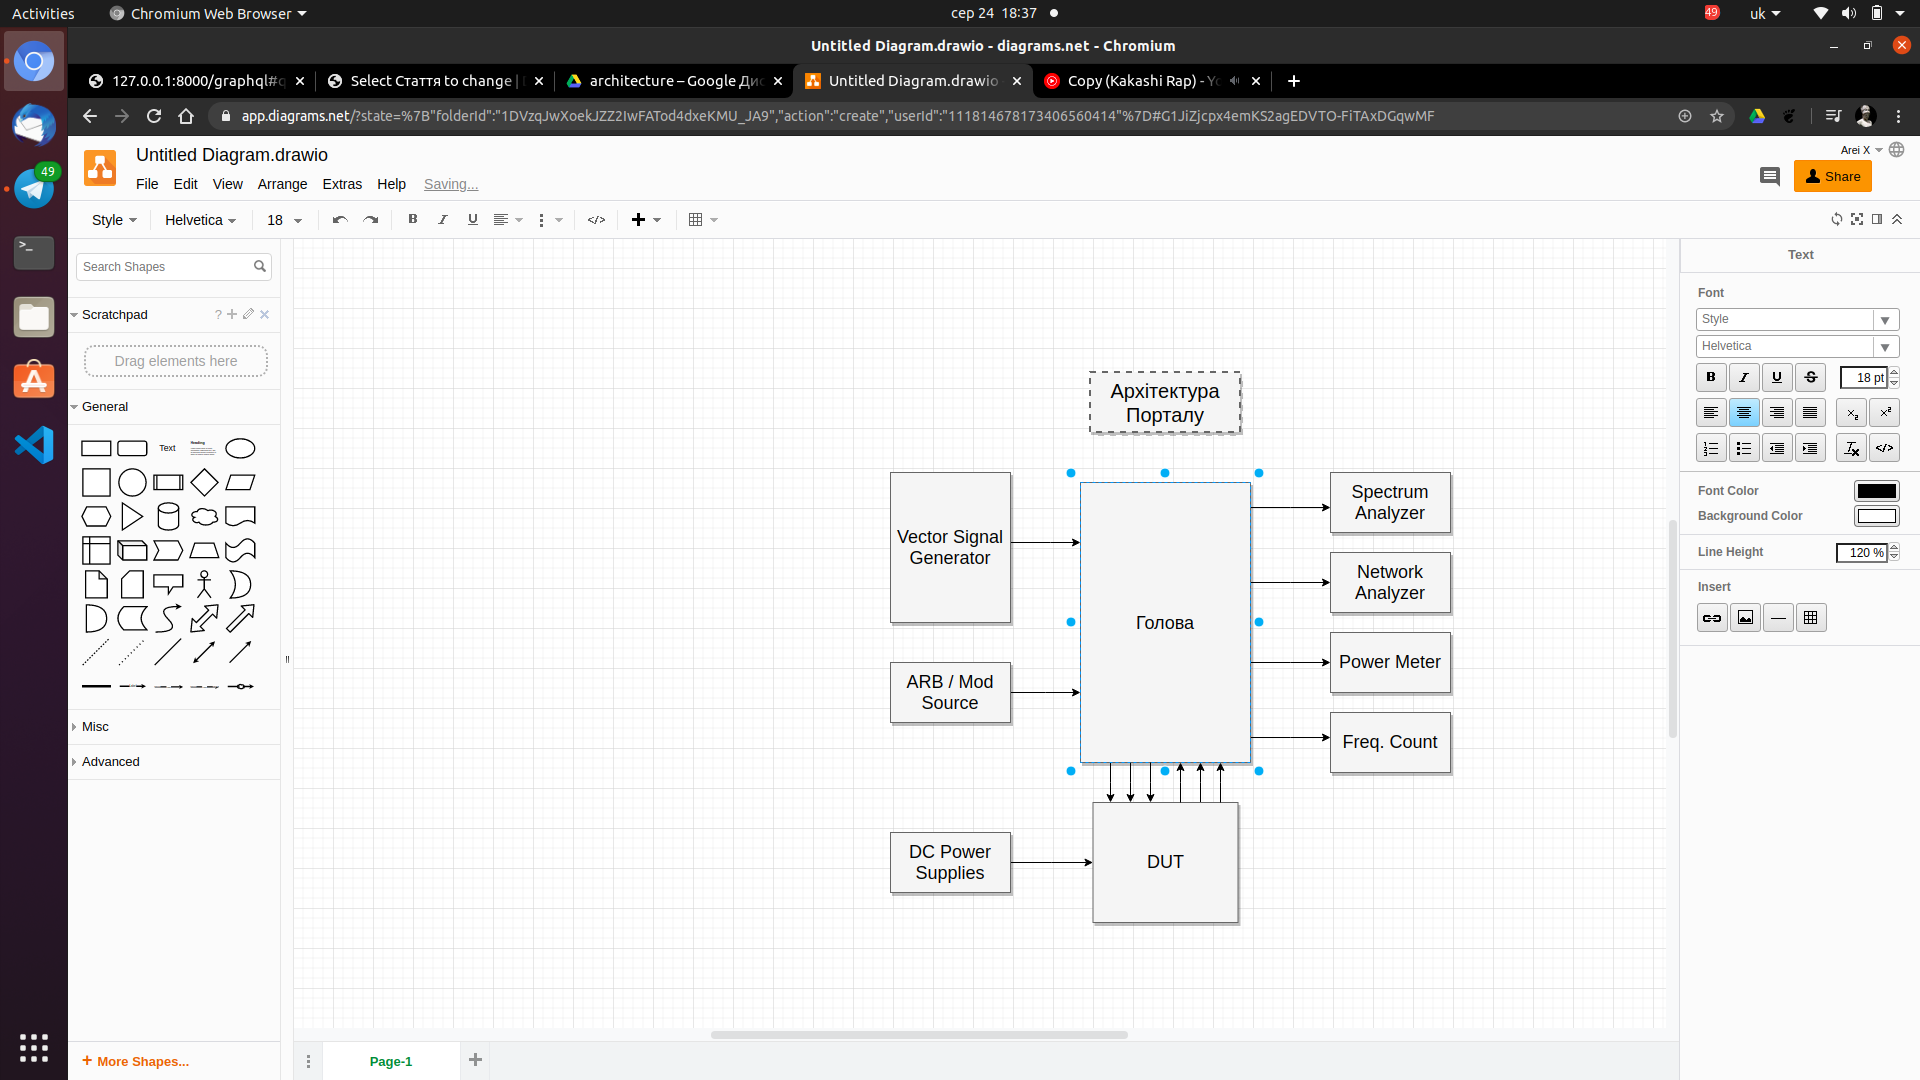 Activities
Chromium Web Browser
сер 24 18:37
49
uk
Untitled Diagram.drawio - diagrams.net - Chromium
127.0.0.1:8000/graphql#q
Select Стаття to change |
architecture – Google Дис
Untitled Diagram.drawio
Copy (Kakashi Rap) - Yo
app.diagrams.net/?state=%7B"folderId":"1DVzqJwXoekJZZ2IwFATod4dxeKMU_JA9","action":"create","userId":"111814678173406560414"%7D#G1JiZjcpx4emKS2agEDVTO-FiTAxDGqwMF
49
Untitled Diagram.drawio
Arei X
File Edit View Arrange Extras Help Saving...
Share
Style Helvetica 18
B I U
Search Shapes
Scratchpad
?
Drag elements here
General
Text
Heading
Misc
Advanced
More Shapes...
Архітектура
Порталу
Vector Signal
Generator
ARB / Mod
Source
DC Power
Supplies
Голова
DUT
Spectrum
Analyzer
Network
Analyzer
Power Meter
Freq. Count
Page-1
Text
Font
Style
Helvetica
B I U S 18 pt
Font Color
Background Color
Line Height 120 %
Insert